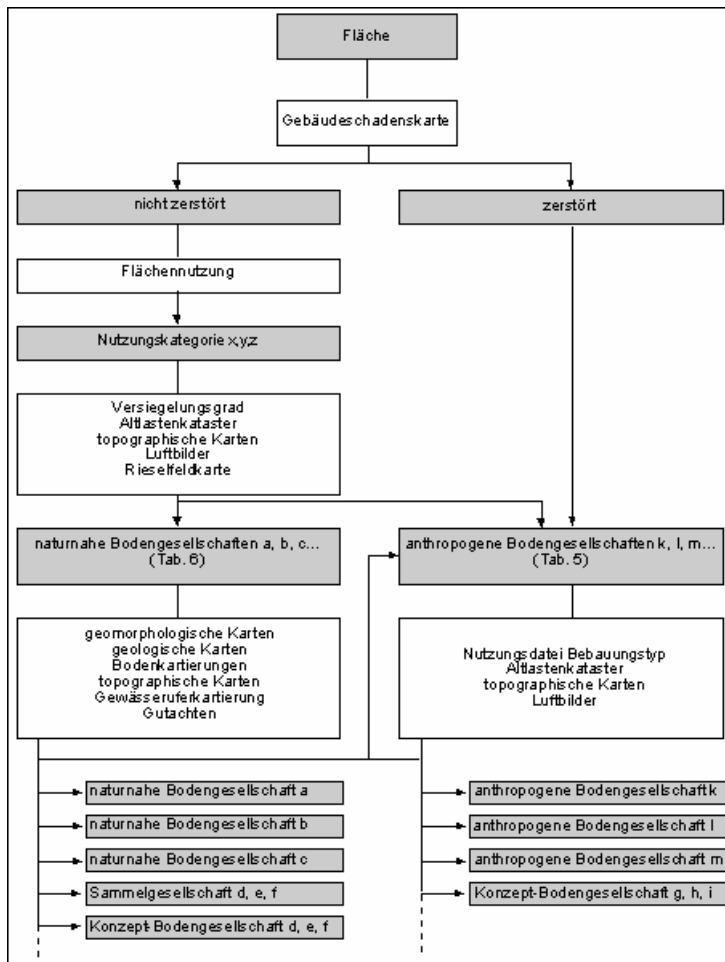 Fläche
Gebäudeschadenskarte
nicht zerstört
zerstört
Flächennutzung
Nutzungskategorie x,y,z
Versiegelungsgrad
Altlastenkataster
topographische Karten
Luftbilder
Rieselfeldkarte
naturnahe Bodengesellschaften a, b, c...
(Tab. 6)
anthropogene Bodengesellschaften k, l, m...
(Tab. 5)
geomorphologische Karten
geologische Karten
Bodenkartierungen
topographische Karten
Gewässeruferkartierung
Gutachten
Nutzungsdatei Bebauungstyp
Altlastenkataster
topographische Karten
Luftbilder
naturnahe Bodengesellschaft a
naturnahe Bodengesellschaft b
naturnahe Bodengesellschaft c
Sammelgesellschaft d, e, f
Konzept-Bodengesellschaft d, e, f
anthropogene Bodengesellschaft k
anthropogene Bodengesellschaft l
anthropogene Bodengesellschaft m
Konzept-Bodengesellschaft g, h, i